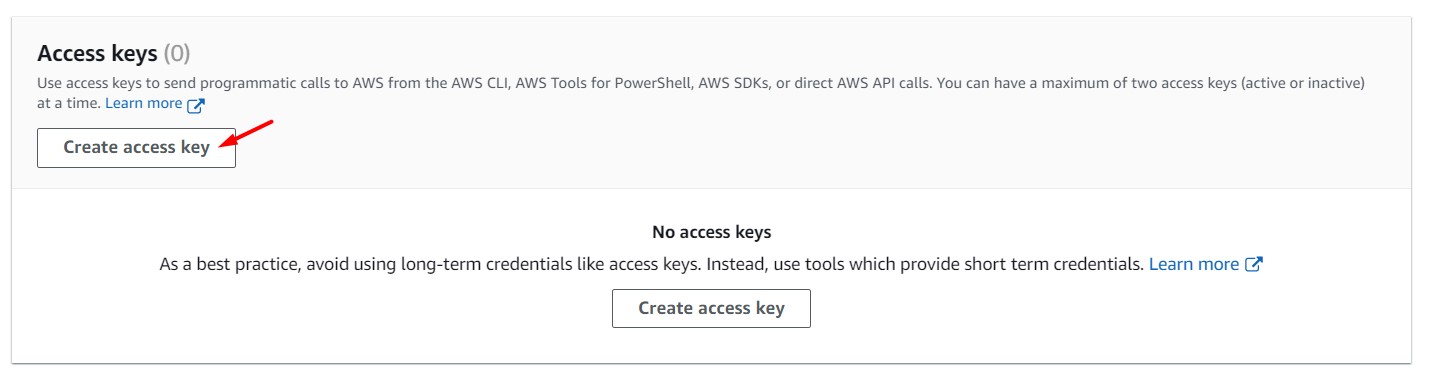 Access keys (0)
Use access keys to send programmatic calls to AWS from the AWS CLI, AWS Tools for PowerShell, AWS SDKs, or direct AWS API calls. You can have a maximum of two access keys (active or inactive)
at a time. Learn more
Create access key
No access keys
As a best practice, avoid using long-term credentials like access keys. Instead, use tools which provide short term credentials. Learn more
Create access key